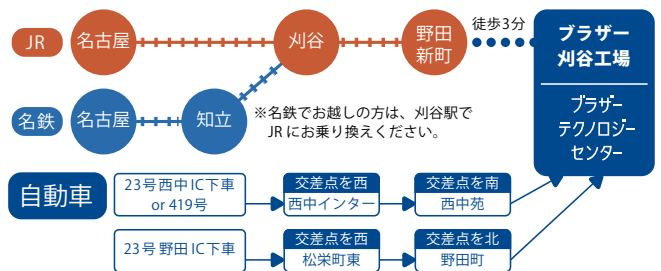 JR
名古屋
刈谷
野田
新町
徒歩3分
ブラザー
刈谷工場
ブラザー
テクノロジー
センター
名鉄
名古屋
知立
※名鉄でお越しの方は、刈谷駅で
JRにお乗り換えください。
自動車
23号西中IC下車
or 419号
交差点を西
西中インター
交差点を南
西中苑
23号野田IC下車
交差点を西
松栄町東
交差点を北
野田町